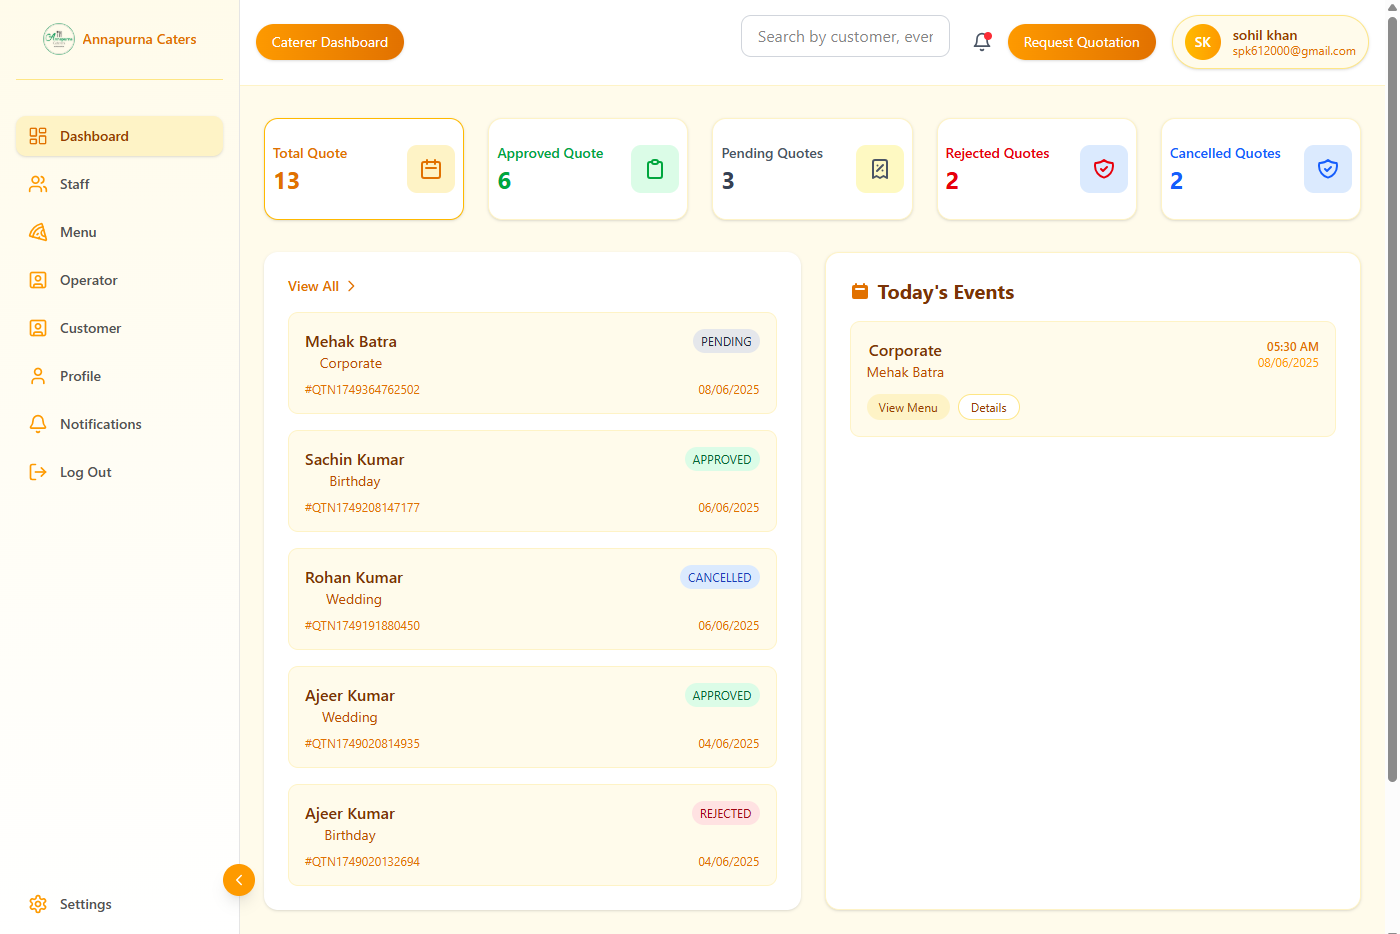 Annapurna Caters
Dashboard
Staff
Menu
Operator
Customer
Profile
Notifications
Log Out
Settings
Caterer Dashboard
Search by customer, ever
Request Quotation
SK
sohil khan
spk612000@gmail.com
Total Quote
13
Approved Quote
6
Pending Quotes
3
Rejected Quotes
2
Cancelled Quotes
2
View All
Mehak Batra
PENDING
Corporate
#QTN1749364762502
08/06/2025
Sachin Kumar
APPROVED
Birthday
#QTN1749208147177
06/06/2025
Rohan Kumar
CANCELLED
Wedding
#QTN1749191880450
06/06/2025
Ajeer Kumar
APPROVED
Wedding
#QTN1749020814935
04/06/2025
Ajeer Kumar
REJECTED
Birthday
#QTN1749020132694
04/06/2025
Today's Events
Corporate
05:30 AM
Mehak Batra
08/06/2025
View Menu
Details